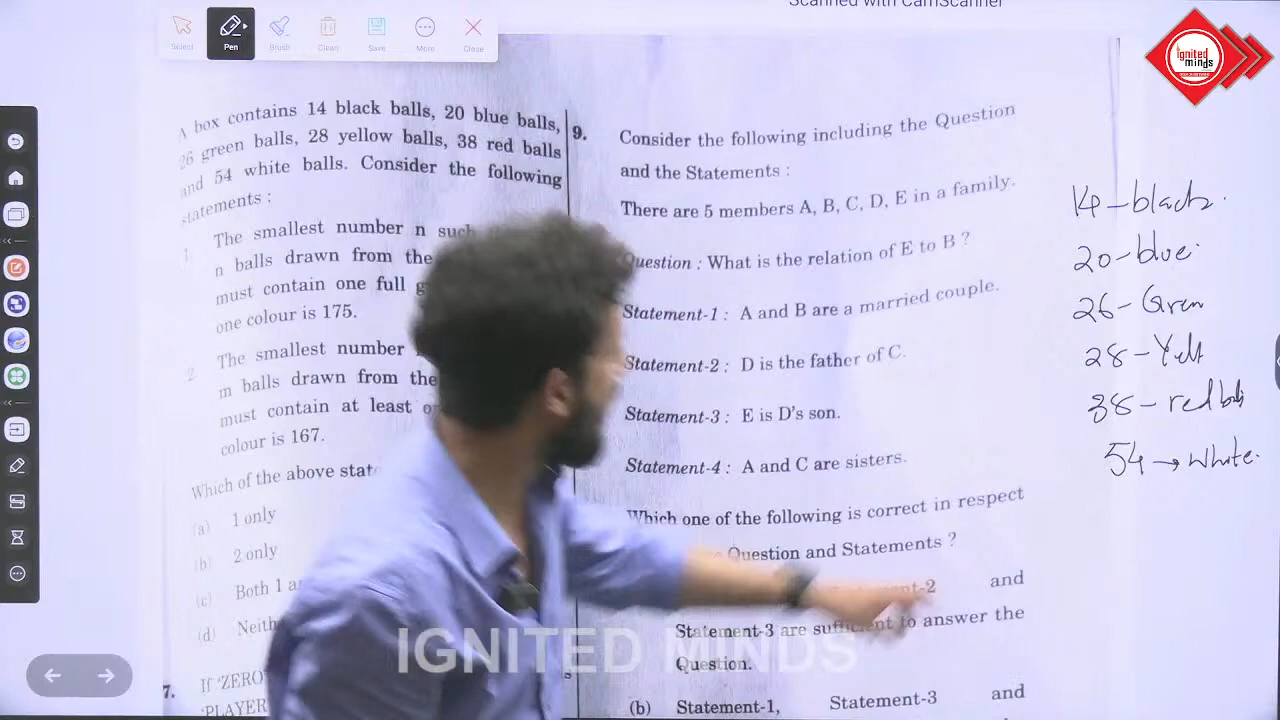 Scanned with CamScanner
Select Pen Brush Clean Save More Close
ignited
minds
A box contains 14 black balls, 20 blue balls,
26 green balls, 28 yellow balls, 38 red balls
and 54 white balls. Consider the following
statements :
1. The smallest number n such
n balls drawn from the
must contain one full g
one colour is 175.
2. The smallest number
m balls drawn from the
must contain at least o
colour is 167.
Which of the above stat
(a) 1 only
(b) 2 only
(c) Both 1 a
(d) Neith
7. If 'ZERO
'PLAYER
9. Consider the following including the Question
and the Statements :
There are 5 members A, B, C, D, E in a family.
Question : What is the relation of E to B ?
Statement-1 : A and B are a married couple.
Statement-2 : D is the father of C.
Statement-3 : E is D's son.
Statement-4 : A and C are sisters.
Which one of the following is correct in respect
Question and Statements ?
-2 and
Statement-3 are sufficient to answer the
Question.
(b) Statement-1, Statement-3 and
14 - black.
20 - blue.
26 - Gren
28 -
38 - red balls
54 → white.
IGNITED MINDS